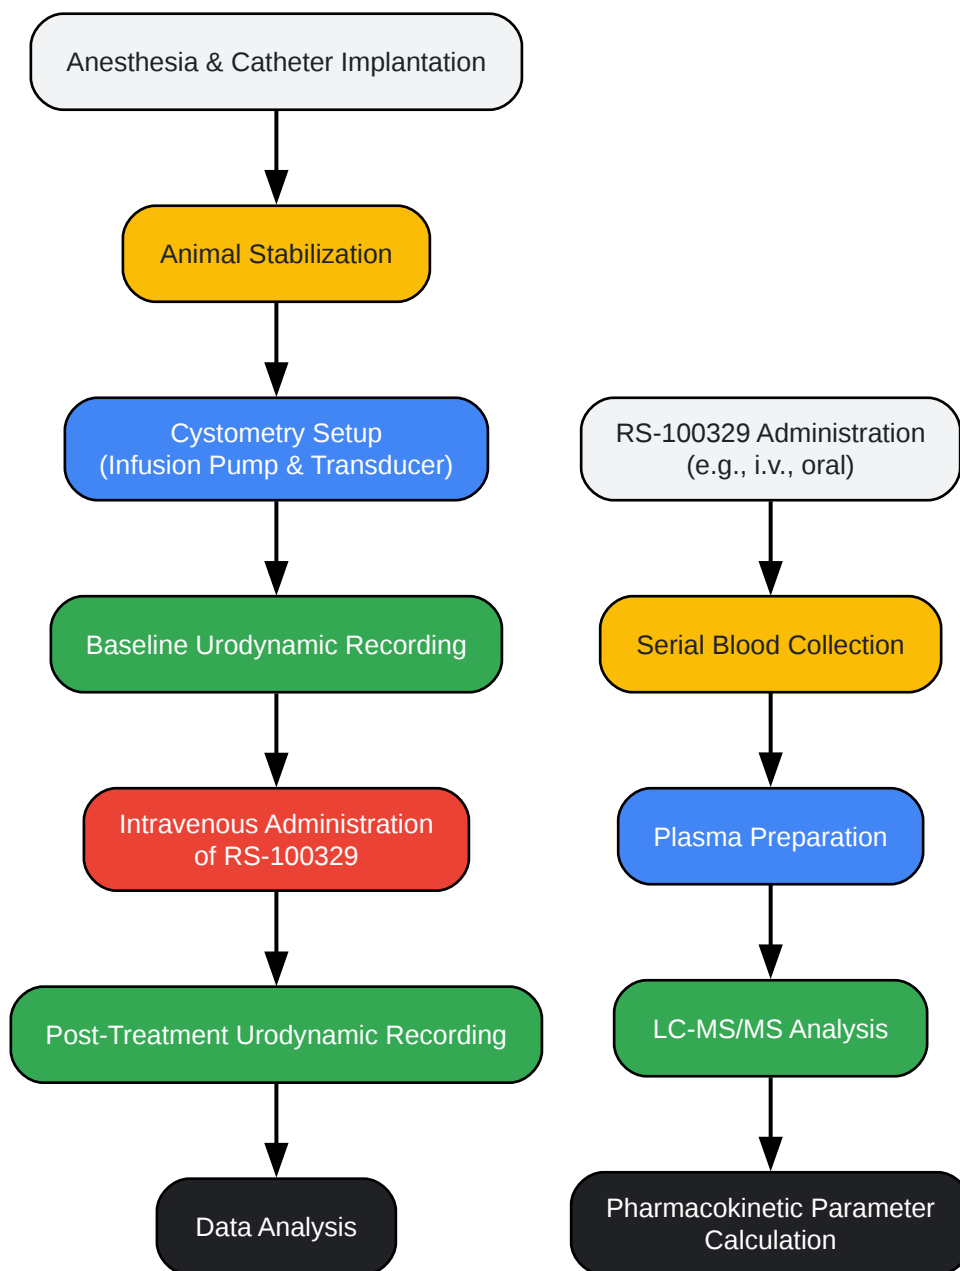 Anesthesia & Catheter Implantation
Animal Stabilization
Cystometry Setup
(Infusion Pump & Transducer)
Baseline Urodynamic Recording
Intravenous Administration
of RS-100329
Post-Treatment Urodynamic Recording
Data Analysis
RS-100329 Administration
(e.g., i.v., oral)
Serial Blood Collection
Plasma Preparation
LC-MS/MS Analysis
Pharmacokinetic Parameter
Calculation